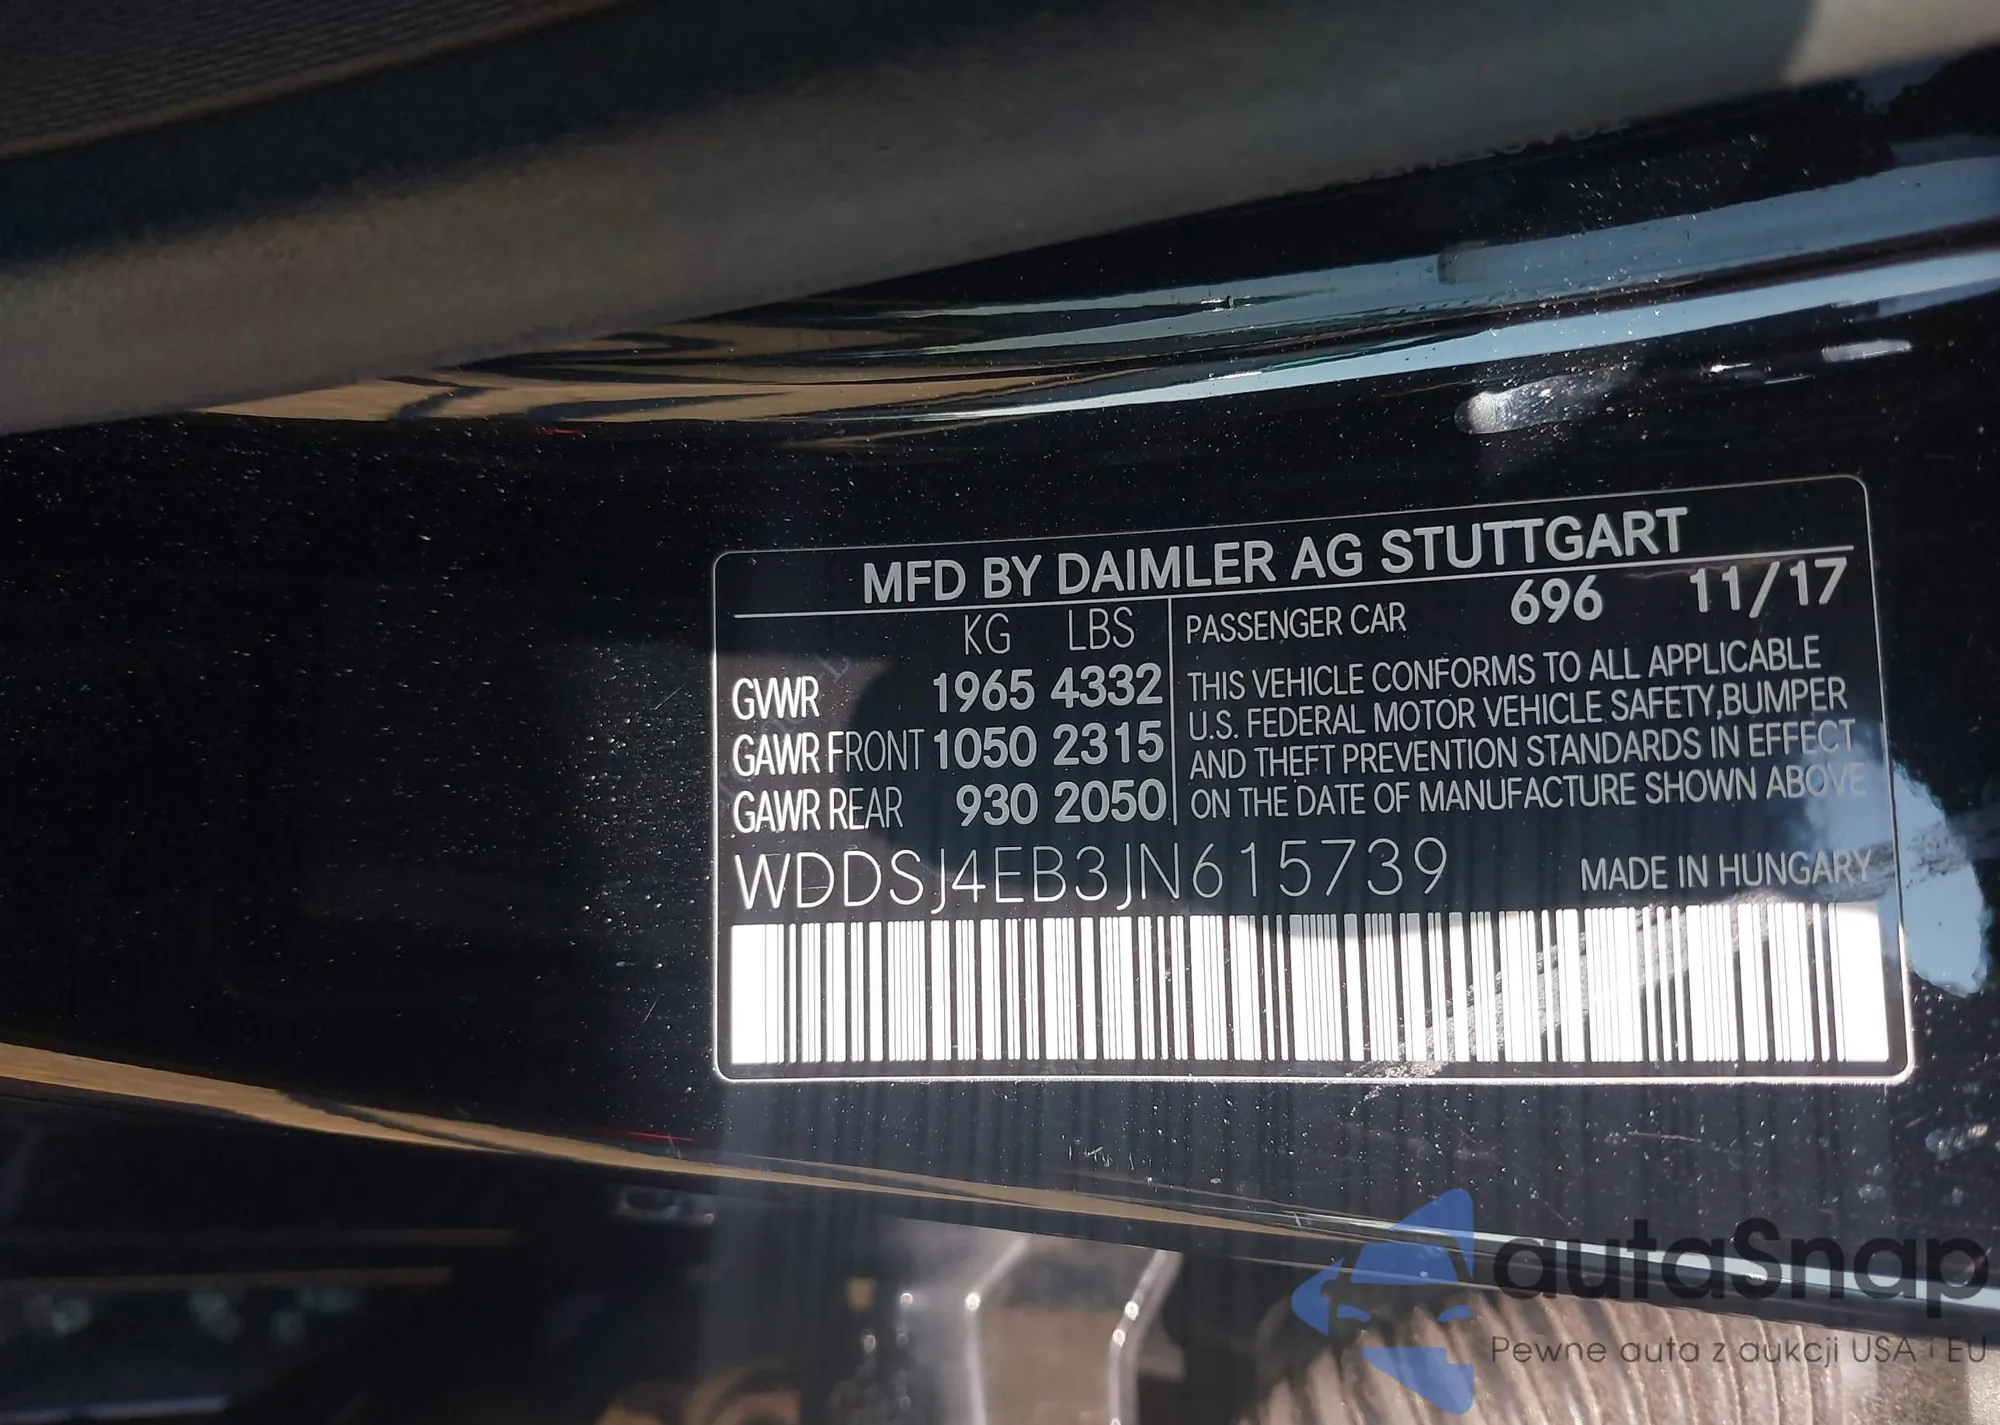 MFD BY DAIMLER AG STUTTGART
KG LBS
GVWR 1965 4332
GAWR FRONT 1050 2315
GAWR REAR 930 2050
PASSENGER CAR 696 11/17
THIS VEHICLE CONFORMS TO ALL APPLICABLE
U.S. FEDERAL MOTOR VEHICLE SAFETY,BUMPER
AND THEFT PREVENTION STANDARDS IN EFFECT
ON THE DATE OF MANUFACTURE SHOWN ABOVE
WDDSJ4EB3JN615739 MADE IN HUNGARY
autaSnap
Pewne auta z aukcji USA i EU